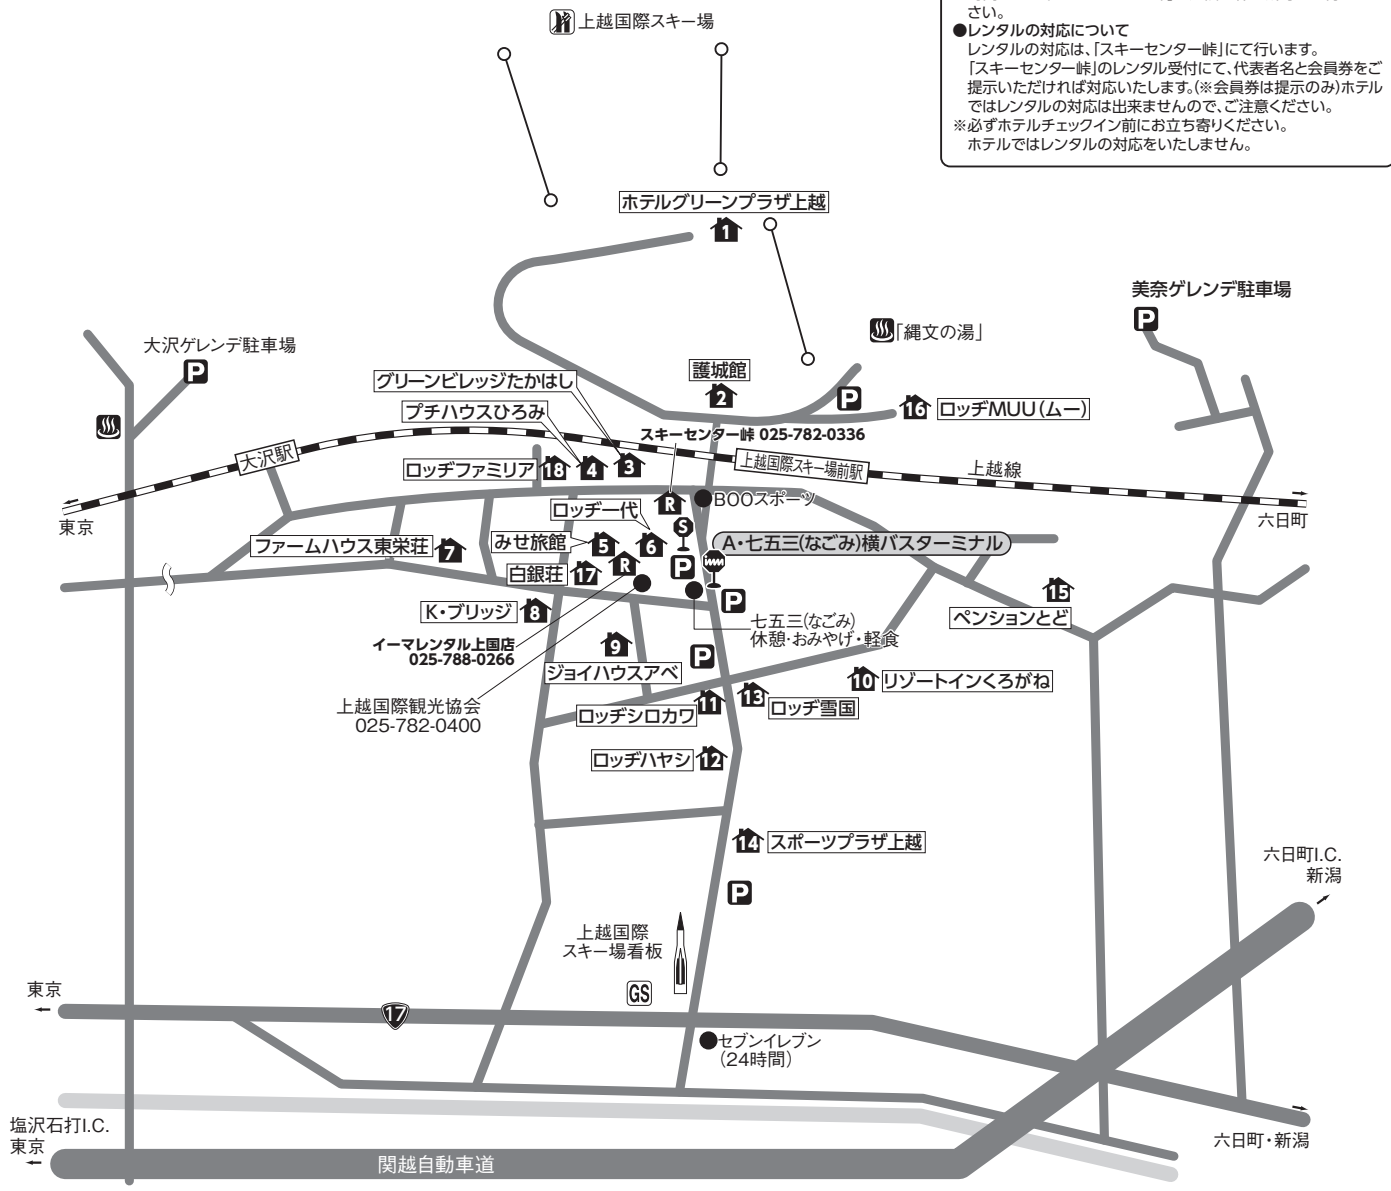 さい。
●レンタルの対応について
レンタルの対応は、「スキーセンター峠」にて行います。
「スキーセンター峠」のレンタル受付にて、代表者名と会員券をご
提示いただければ対応いたします。(※会員券は提示のみ)ホテル
ではレンタルの対応は出来ませんので、ご注意ください。
※必ずホテルチェックイン前にお立ち寄りください。
ホテルではレンタルの対応をいたしません。
上越国際スキー場
ホテルグリーンプラザ上越
1
美奈ゲレンデ駐車場
P
「縄文の湯」
大沢ゲレンデ駐車場
P
護城館
2
P
グリーンビレッジたかはし
プチハウスひろみ
16
ロッヂMUU(ムー)
スキーセンター峠 025-782-0336
大沢駅
ロッヂファミリア
18
4
3
上越国際スキー場前駅
上越線
東京
六日町
R
BOOスポーツ
ロッヂ一代
S
ファームハウス東栄荘
7
みせ旅館
5
6
A・七五三(なごみ)横バスターミナル
白銀荘
17
R
P
P
15
ペンションとど
K・ブリッジ
8
七五三(なごみ)
休憩・おみやげ・軽食
イーマレンタル上国店
025-788-0266
9
ジョイハウスアベ
P
10
リゾートインくろがね
上越国際観光協会
025-782-0400
ロッヂシロカワ
11
13
ロッヂ雪国
ロッヂハヤシ
12
14
スポーツプラザ上越
P
六日町I.C.
新潟
上越国際
スキー場看板
GS
東京
17
セブンイレブン
(24時間)
塩沢石打I.C.
東京
六日町・新潟
関越自動車道